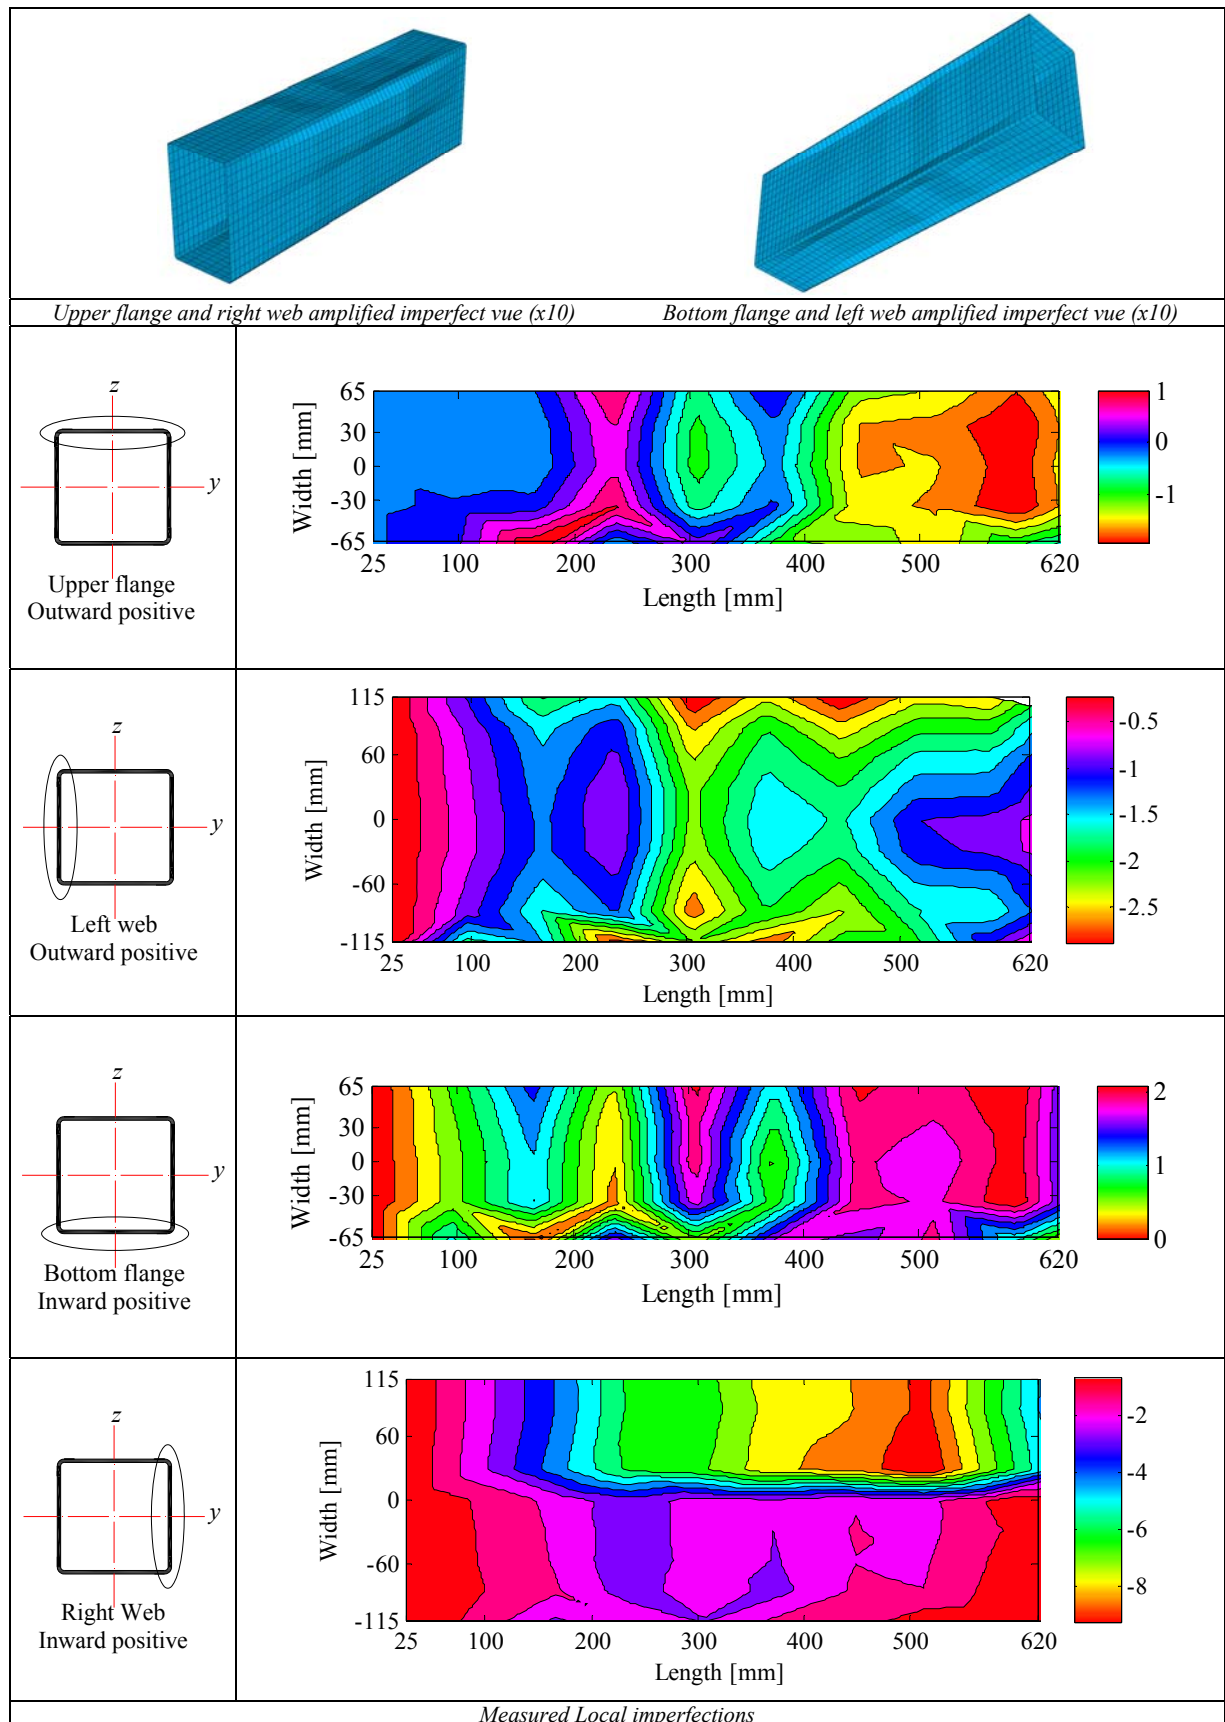 Upper flange and right web amplified imperfect vue (x10)
Bottom flange and left web amplified imperfect vue (x10)
z
y
Upper flange
Outward positive
Width [mm]
65
30
0
-30
-65
25 100 200 300 400 500 620
Length [mm]
1
0
-1
z
y
Left web
Outward positive
Width [mm]
115
60
0
-60
-115
25 100 200 300 400 500 620
Length [mm]
-0.5
-1
-1.5
-2
-2.5
z
y
Bottom flange
Inward positive
Width [mm]
65
30
0
-30
-65
25 100 200 300 400 500 620
Length [mm]
2
1
0
z
y
Right Web
Inward positive
Width [mm]
115
60
0
-60
-115
25 100 200 300 400 500 620
Length [mm]
-2
-4
-6
-8
Measured Local imperfections